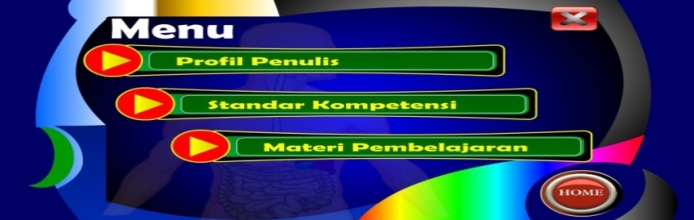 Menu
Profil Penulis
Standar Kompetensi
Materi Pembelajaran
HOME